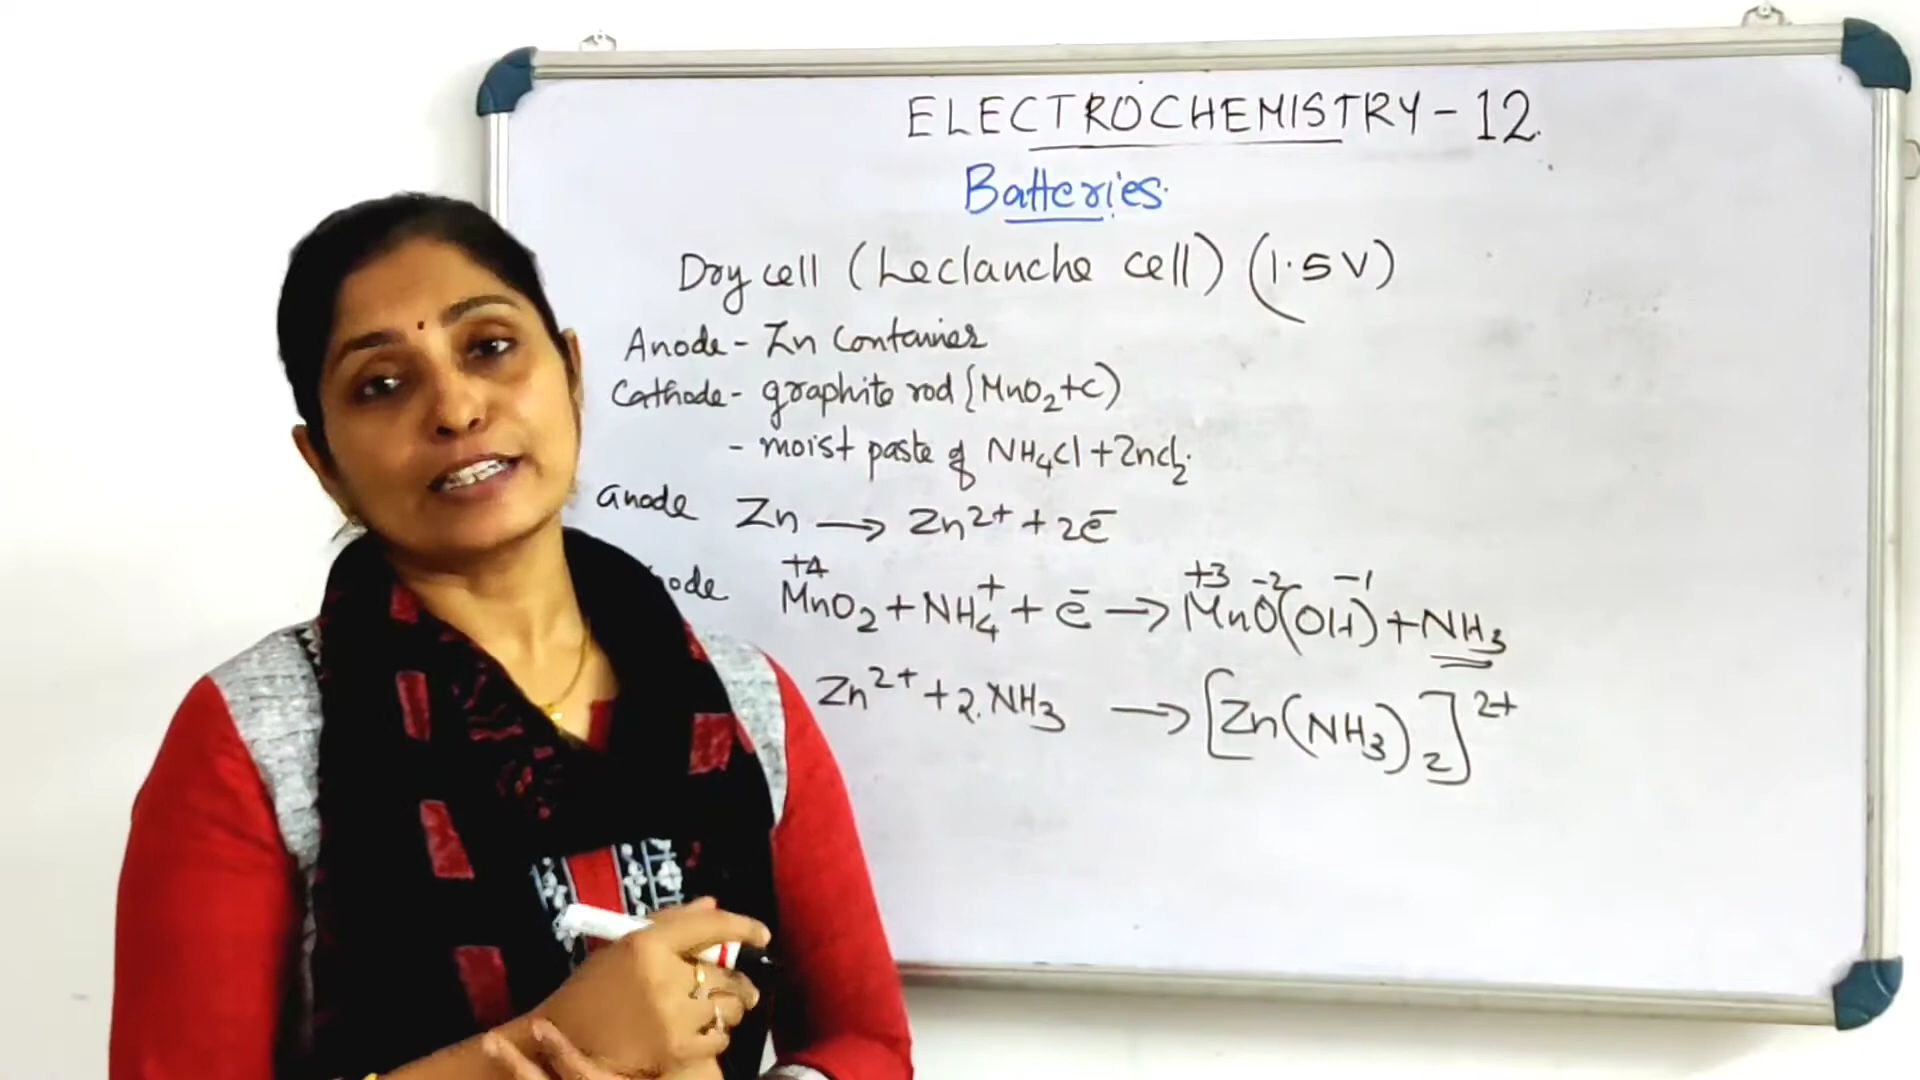 ELECTROCHEMISTRY - 12
Batteries
Dry cell (Leclanche cell) (1.5V)
Anode - Zn Container
Cathode - graphite rod (MnO₂+C)
- moist paste of NH₄Cl + ZnCl₂
anode Zn → Zn²⁺ + 2e⁻
+4 +3 -2 -1
ode MnO₂ + NH₄⁺ + e⁻ → MnO(OH) + NH₃
Zn²⁺ + 2NH₃ → [Zn(NH₃)₂]²⁺